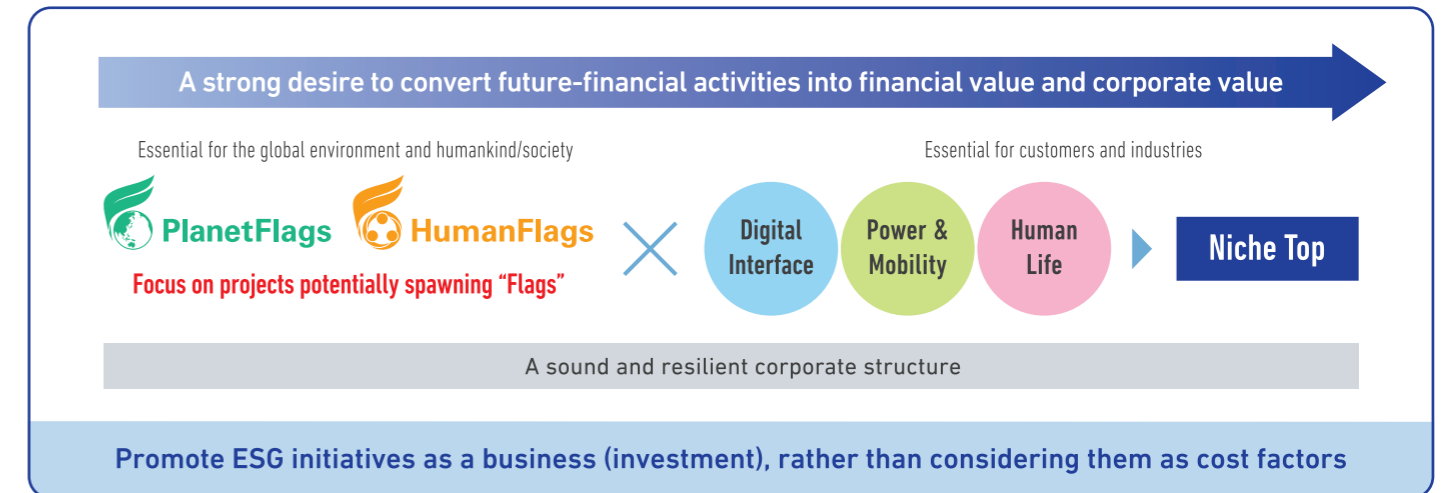 A strong desire to convert future-financial activities into financial value and corporate value
Essential for the global environment and humankind/society
Essential for customers and industries
PlanetFlags
HumanFlags
Focus on projects potentially spawning “Flags”
Digital
Interface
Power &
Mobility
Human
Life
Niche Top
A sound and resilient corporate structure
Promote ESG initiatives as a business (investment), rather than considering them as cost factors